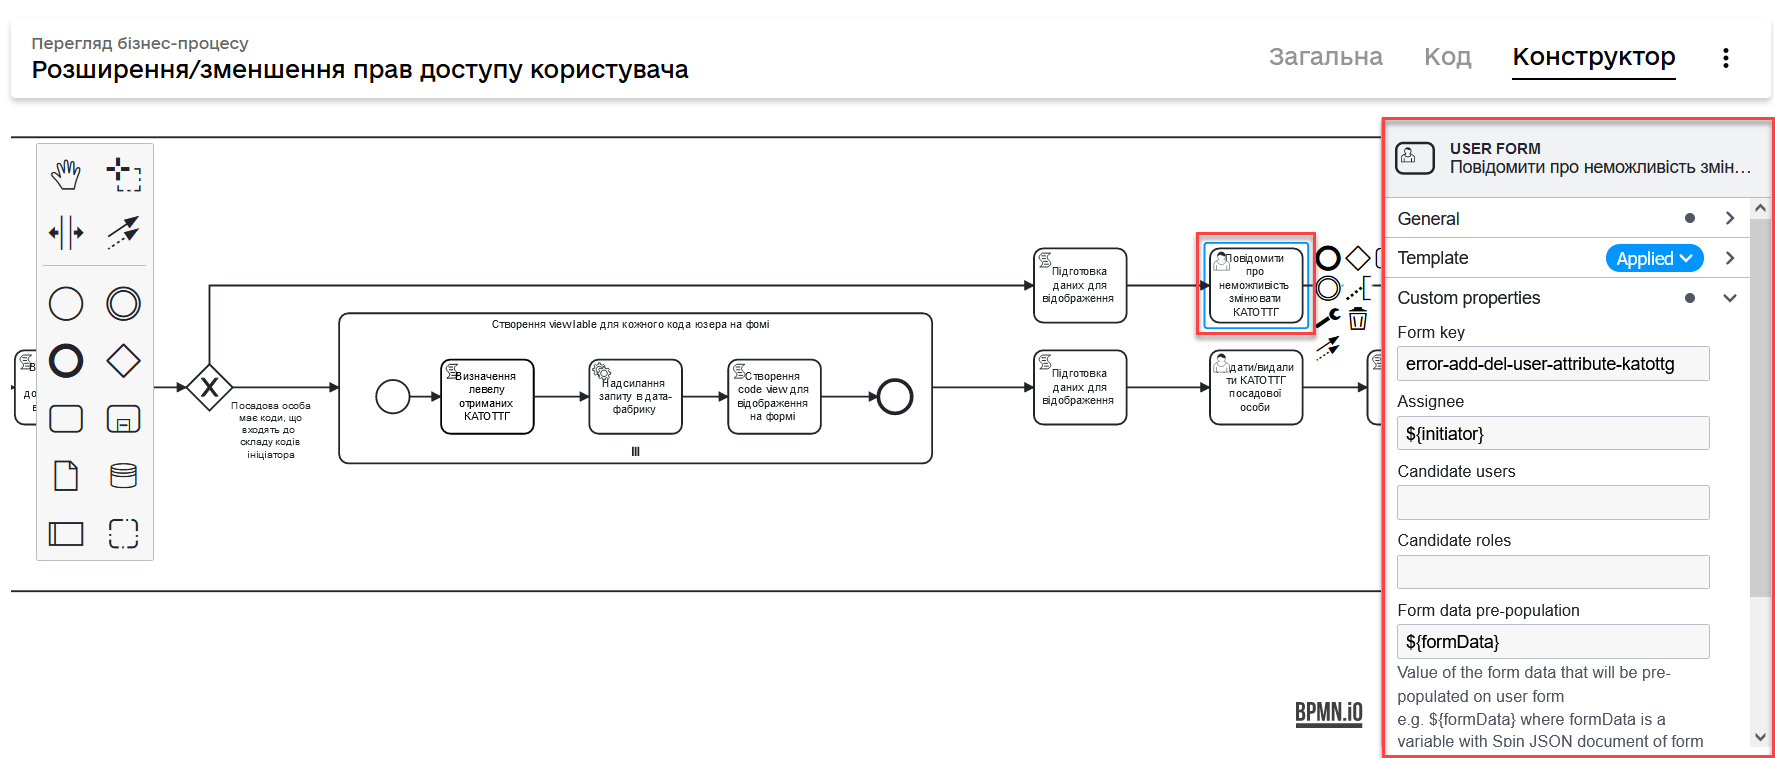 Перегляд бізнес-процесу
Розширення/зменшення прав доступу користувача
Загальна
Код
Конструктор
В
до
в
X
Посадова особа
має коди, що
входять до
складу кодів
ініціатора
Створення viewlable для кожного кода юзера на фомі
Визначення
левелу
отриманих
КАТОТТГ
Надсилання
запиту в дата-
фабрику
Створення
code view для
відображення
на формі
Підготовка
даних для
відображення
Повідомити
про
неможливість
змінювати
КАТОТТГ
Підготовка
даних для
відображення
дати/видали
ти КАТОТТГ
посадової
особи
BPMN.iO
USER FORM
Повідомити про неможливість змін...
General
Template
Applied
Custom properties
Form key
error-add-del-user-attribute-katottg
Assignee
${initiator}
Candidate users
Candidate roles
Form data pre-population
${formData}
Value of the form data that will be pre-
populated on user form
e.g. ${formData} where formData is a
variable with Spin JSON document of form